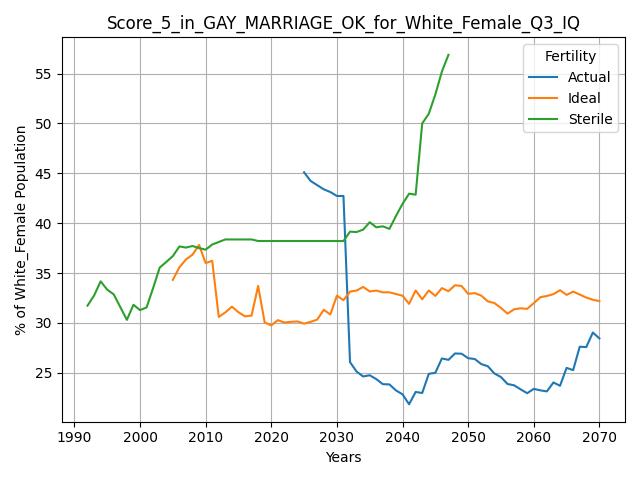 Score_5_in_GAY_MARRIAGE_OK_for_White_Female_Q3_IQ
% of White_Female Population
55
50
45
40
35
30
25
1990
2000
2010
2020
2030
2040
2050
2060
2070
Years
Fertility
Actual
Ideal
Sterile